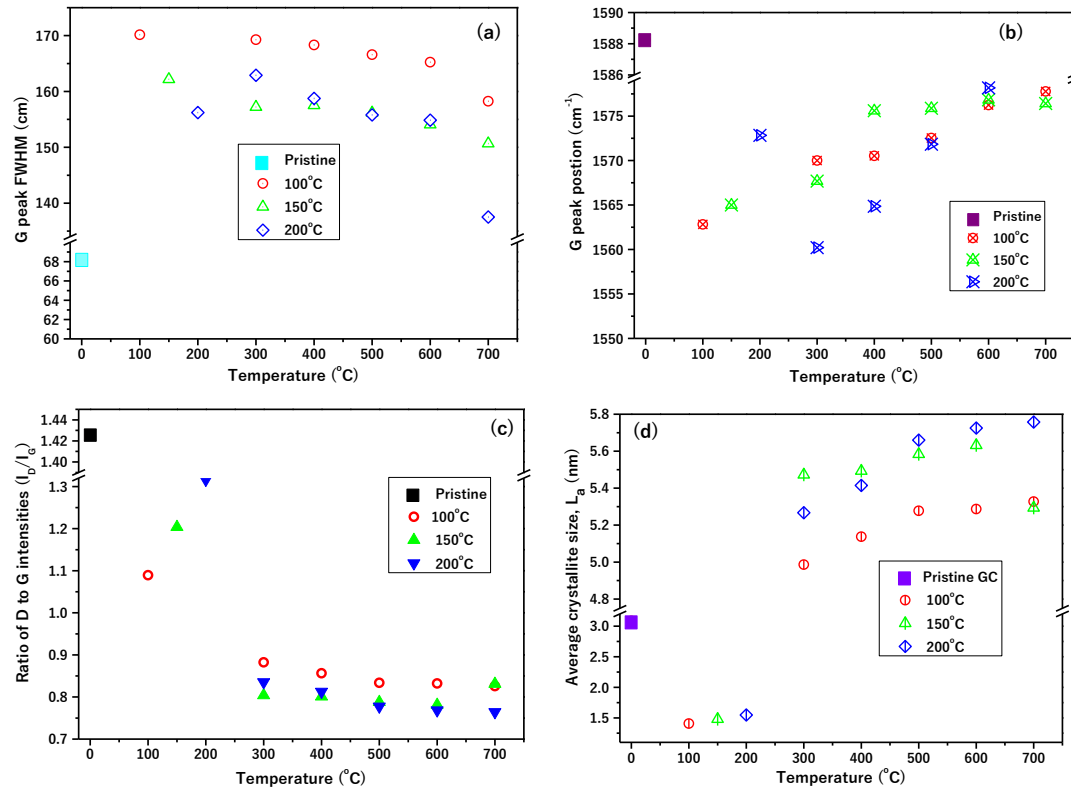 (a)
170
160
150
140
68
66
64
62
60
G peak FWHM (cm)
Pristine
100°C
150°C
200°C
0 100 200 300 400 500 600 700
Temperature (°C)
(b)
1590
1588
1586
1575
1570
1565
1560
1555
1550
G peak postion (cm⁻¹)
Pristine
100°C
150°C
200°C
0 100 200 300 400 500 600 700
Temperature (°C)
(c)
1.44
1.42
1.40
1.3
1.2
1.1
1.0
0.9
0.8
0.7
Ratio of D to G intensities (I_D/I_G)
Pristine
100°C
150°C
200°C
0 100 200 300 400 500 600 700
Temperature (°C)
(d)
5.8
5.6
5.4
5.2
5.0
4.8
3.0
2.5
2.0
1.5
Average crystallite size, L_a (nm)
Pristine GC
100°C
150°C
200°C
0 100 200 300 400 500 600 700
Temperature (°C)